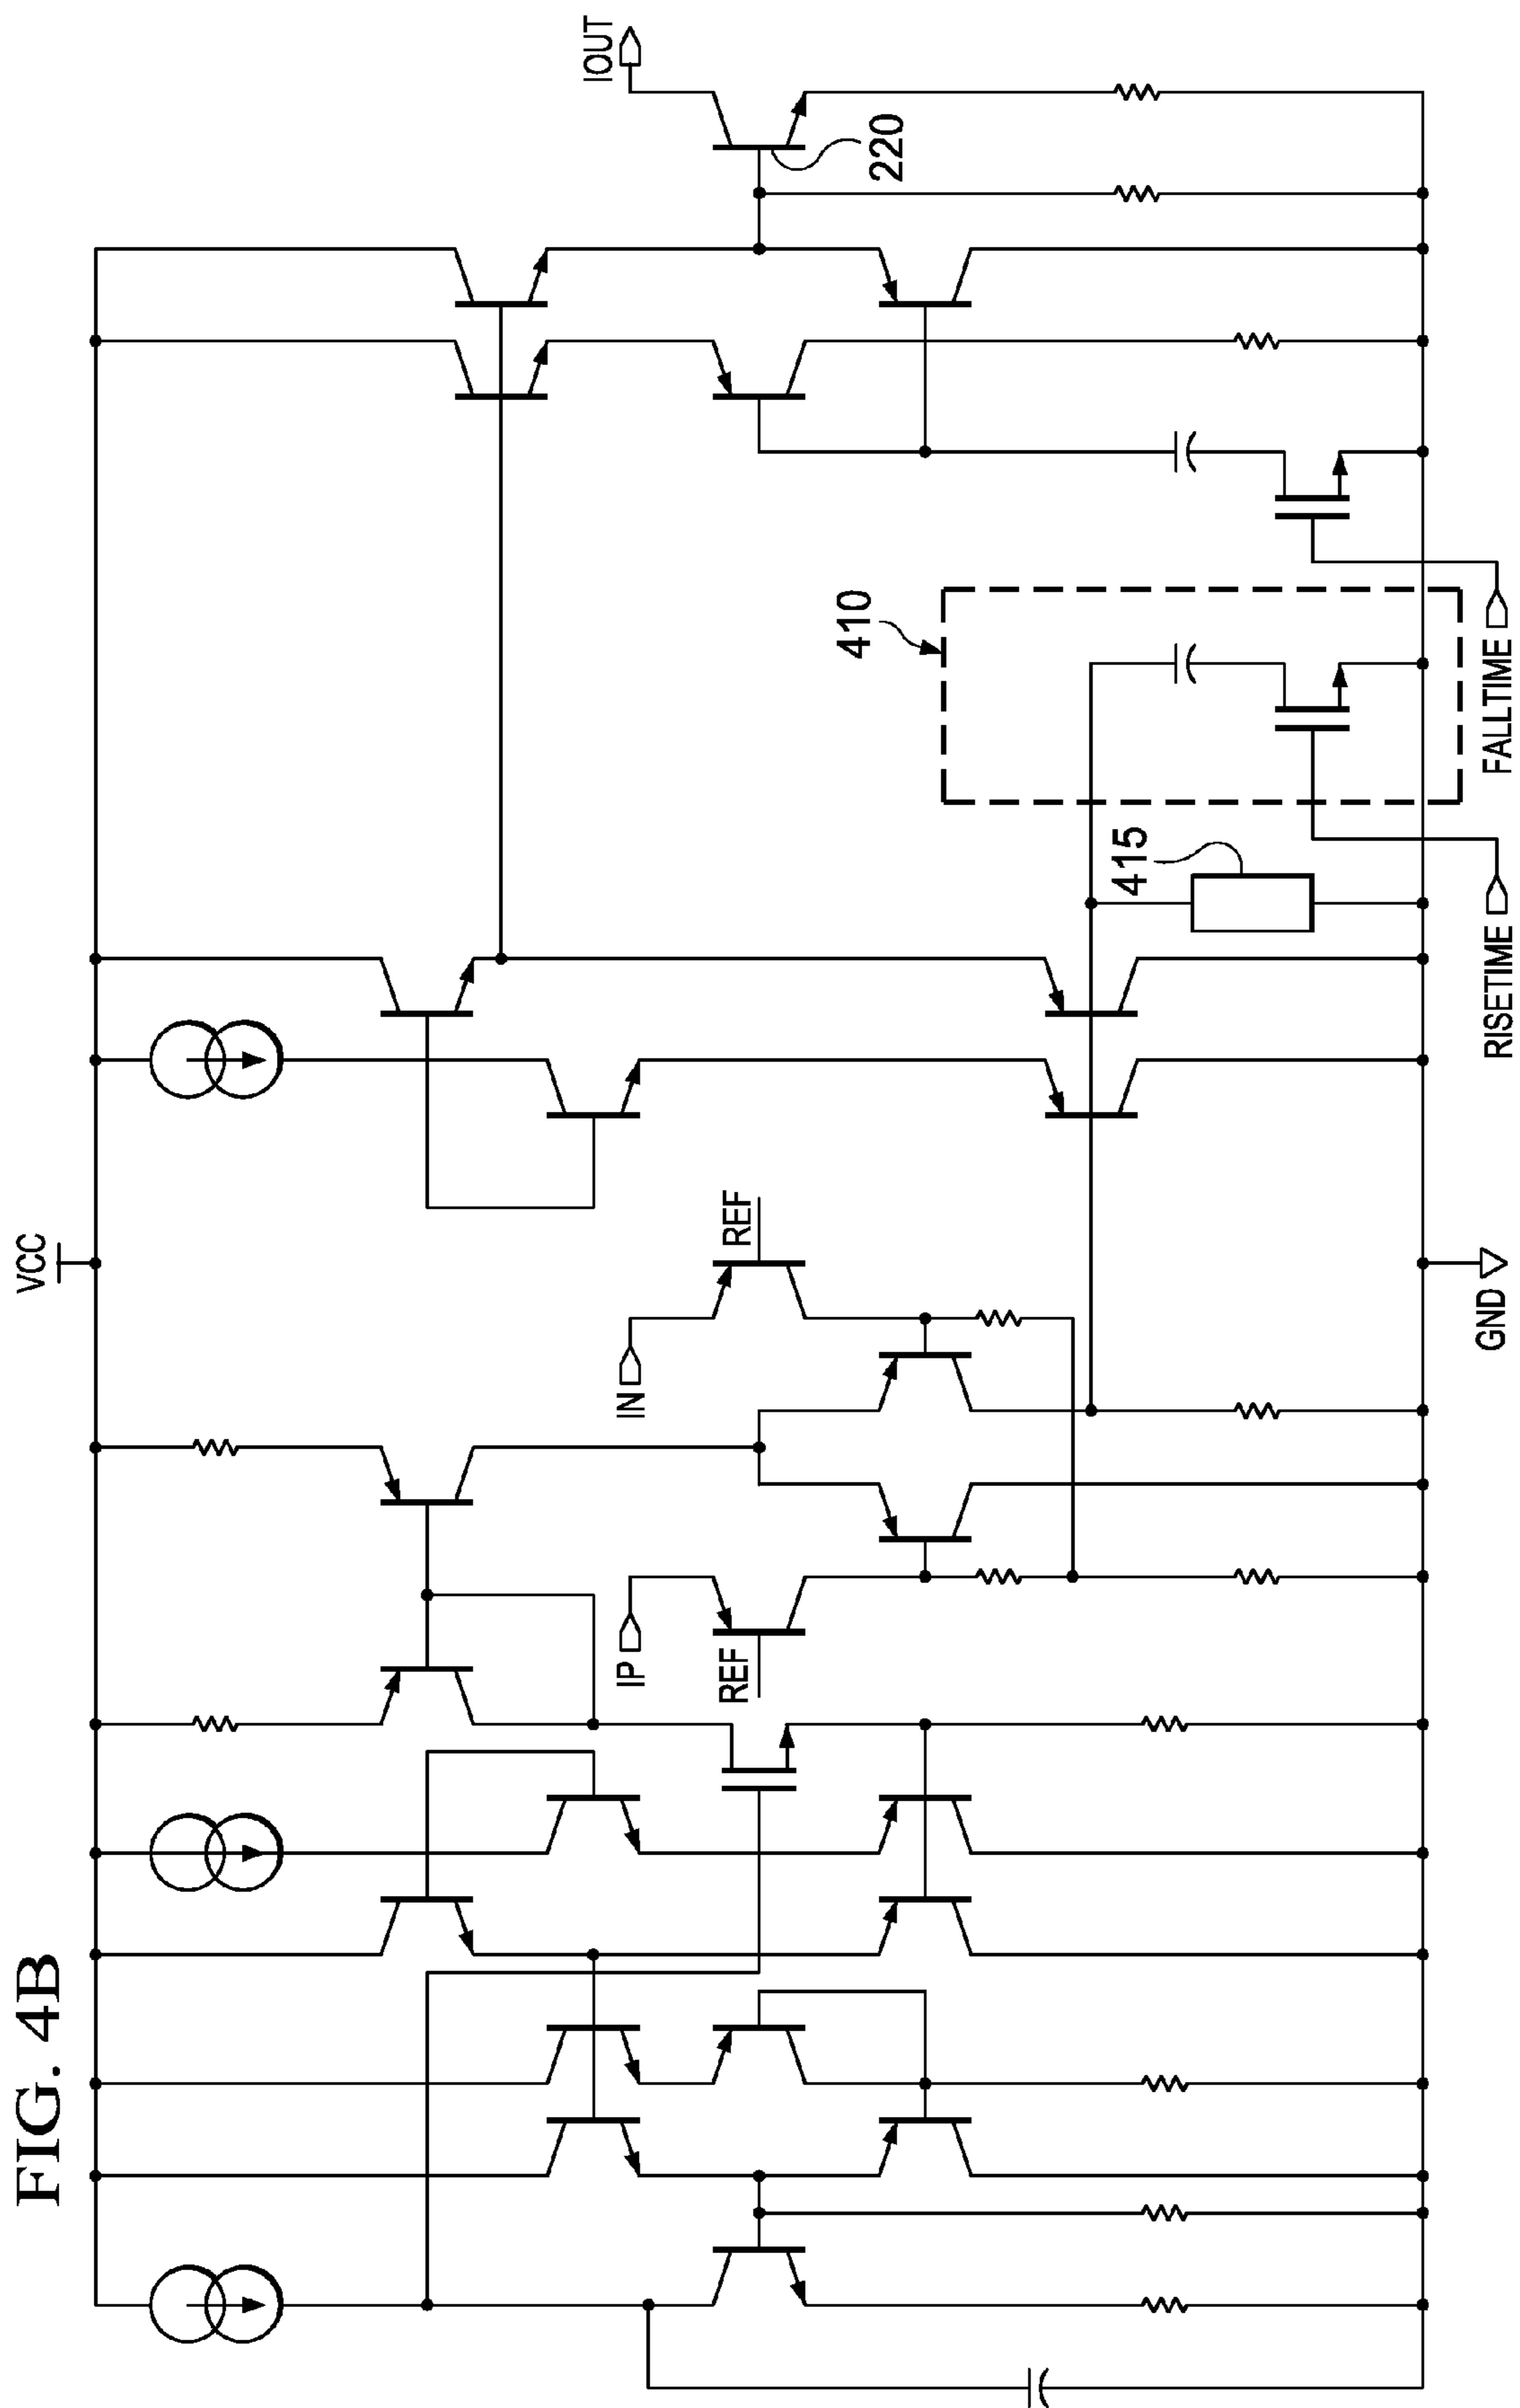 FIG. 4B
VCC
IOUT
220
410
415
IN
REF
IP
REF
GND
RISETIME
FALLTIME